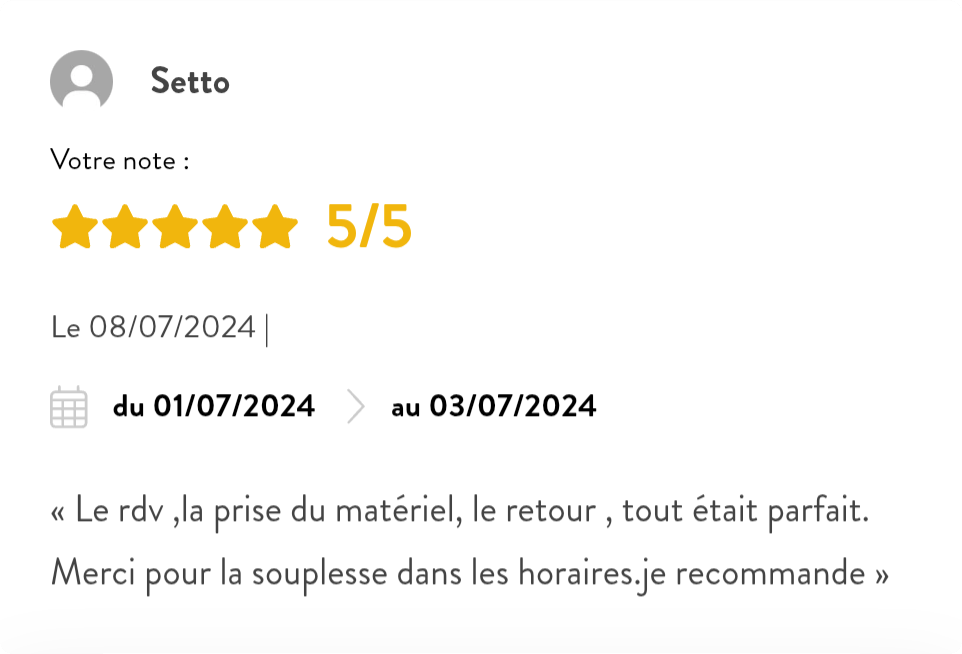 Setto
Votre note :
5/5
Le 08/07/2024 |
du 01/07/2024 au 03/07/2024
« Le rdv ,la prise du matériel, le retour , tout était parfait.
Merci pour la souplesse dans les horaires.je recommande »